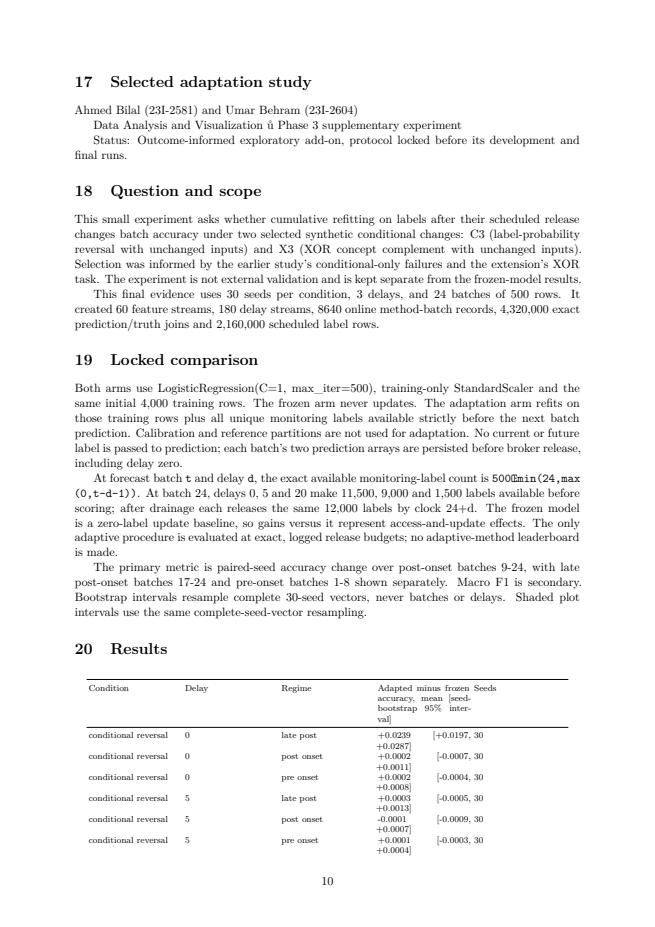 17 Selected adaptation study
Ahmed Bilal (23I-2581) and Umar Behram (23I-2604)
Data Analysis and Visualization å Phase 3 supplementary experiment
Status: Outcome-informed exploratory add-on, protocol locked before its development and
final runs.
18 Question and scope
This small experiment asks whether cumulative refitting on labels after their scheduled release
changes batch accuracy under two selected synthetic conditional changes: C3 (label-probability
reversal with unchanged inputs) and X3 (XOR concept complement with unchanged inputs).
Selection was informed by the earlier study's conditional-only failures and the extension's XOR
task. The experiment is not external validation and is kept separate from the frozen-model results.
This final evidence uses 30 seeds per condition, 3 delays, and 24 batches of 500 rows. It
created 60 feature streams, 180 delay streams, 8640 online method-batch records, 4,320,000 exact
prediction/truth joins and 2,160,000 scheduled label rows.
19 Locked comparison
Both arms use LogisticRegression(C=1, max_iter=500), training-only StandardScaler and the
same initial 4,000 training rows. The frozen arm never updates. The adaptation arm refits on
those training rows plus all unique monitoring labels available strictly before the next batch
prediction. Calibration and reference partitions are not used for adaptation. No current or future
label is passed to prediction; each batch's two prediction arrays are persisted before broker release,
including delay zero.
At forecast batch t and delay d, the exact available monitoring-label count is 500min(24,max
(0,t-d-1)). At batch 24, delays 0, 5 and 20 make 11,500, 9,000 and 1,500 labels available before
scoring; after drainage each releases the same 12,000 labels by clock 24+d. The frozen model
is a zero-label update baseline, so gains versus it represent access-and-update effects. The only
adaptive procedure is evaluated at exact, logged release budgets; no adaptive-method leaderboard
is made.
The primary metric is paired-seed accuracy change over post-onset batches 9-24, with late
post-onset batches 17-24 and pre-onset batches 1-8 shown separately. Macro F1 is secondary.
Bootstrap intervals resample complete 30-seed vectors, never batches or delays. Shaded plot
intervals use the same complete-seed-vector resampling.
20 Results
Condition Delay Regime Adapted minus frozen Seeds
accuracy, mean [seed-
bootstrap 95% inter-
val]
conditional reversal 0 late post +0.0239 [+0.0197, 30
+0.0287]
conditional reversal 0 post onset +0.0002 [-0.0007, 30
+0.0011]
conditional reversal 0 pre onset +0.0002 [-0.0004, 30
+0.0008]
conditional reversal 5 late post +0.0003 [-0.0005, 30
+0.0013]
conditional reversal 5 post onset -0.0001 [-0.0009, 30
+0.0007]
conditional reversal 5 pre onset +0.0001 [-0.0003, 30
+0.0004]
10